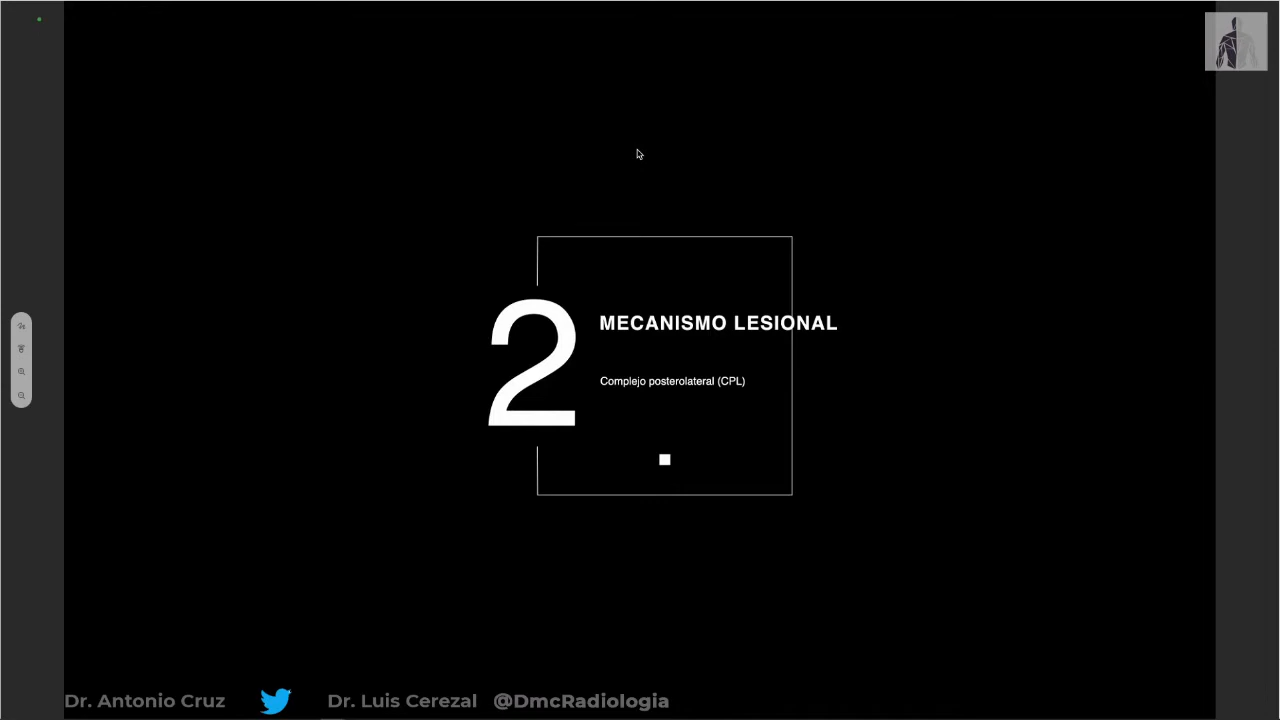 2
MECANISMO LESIONAL
Complejo posterolateral (CPL)
Dr. Antonio Cruz
Dr. Luis Cerezal @DmcRadiologia